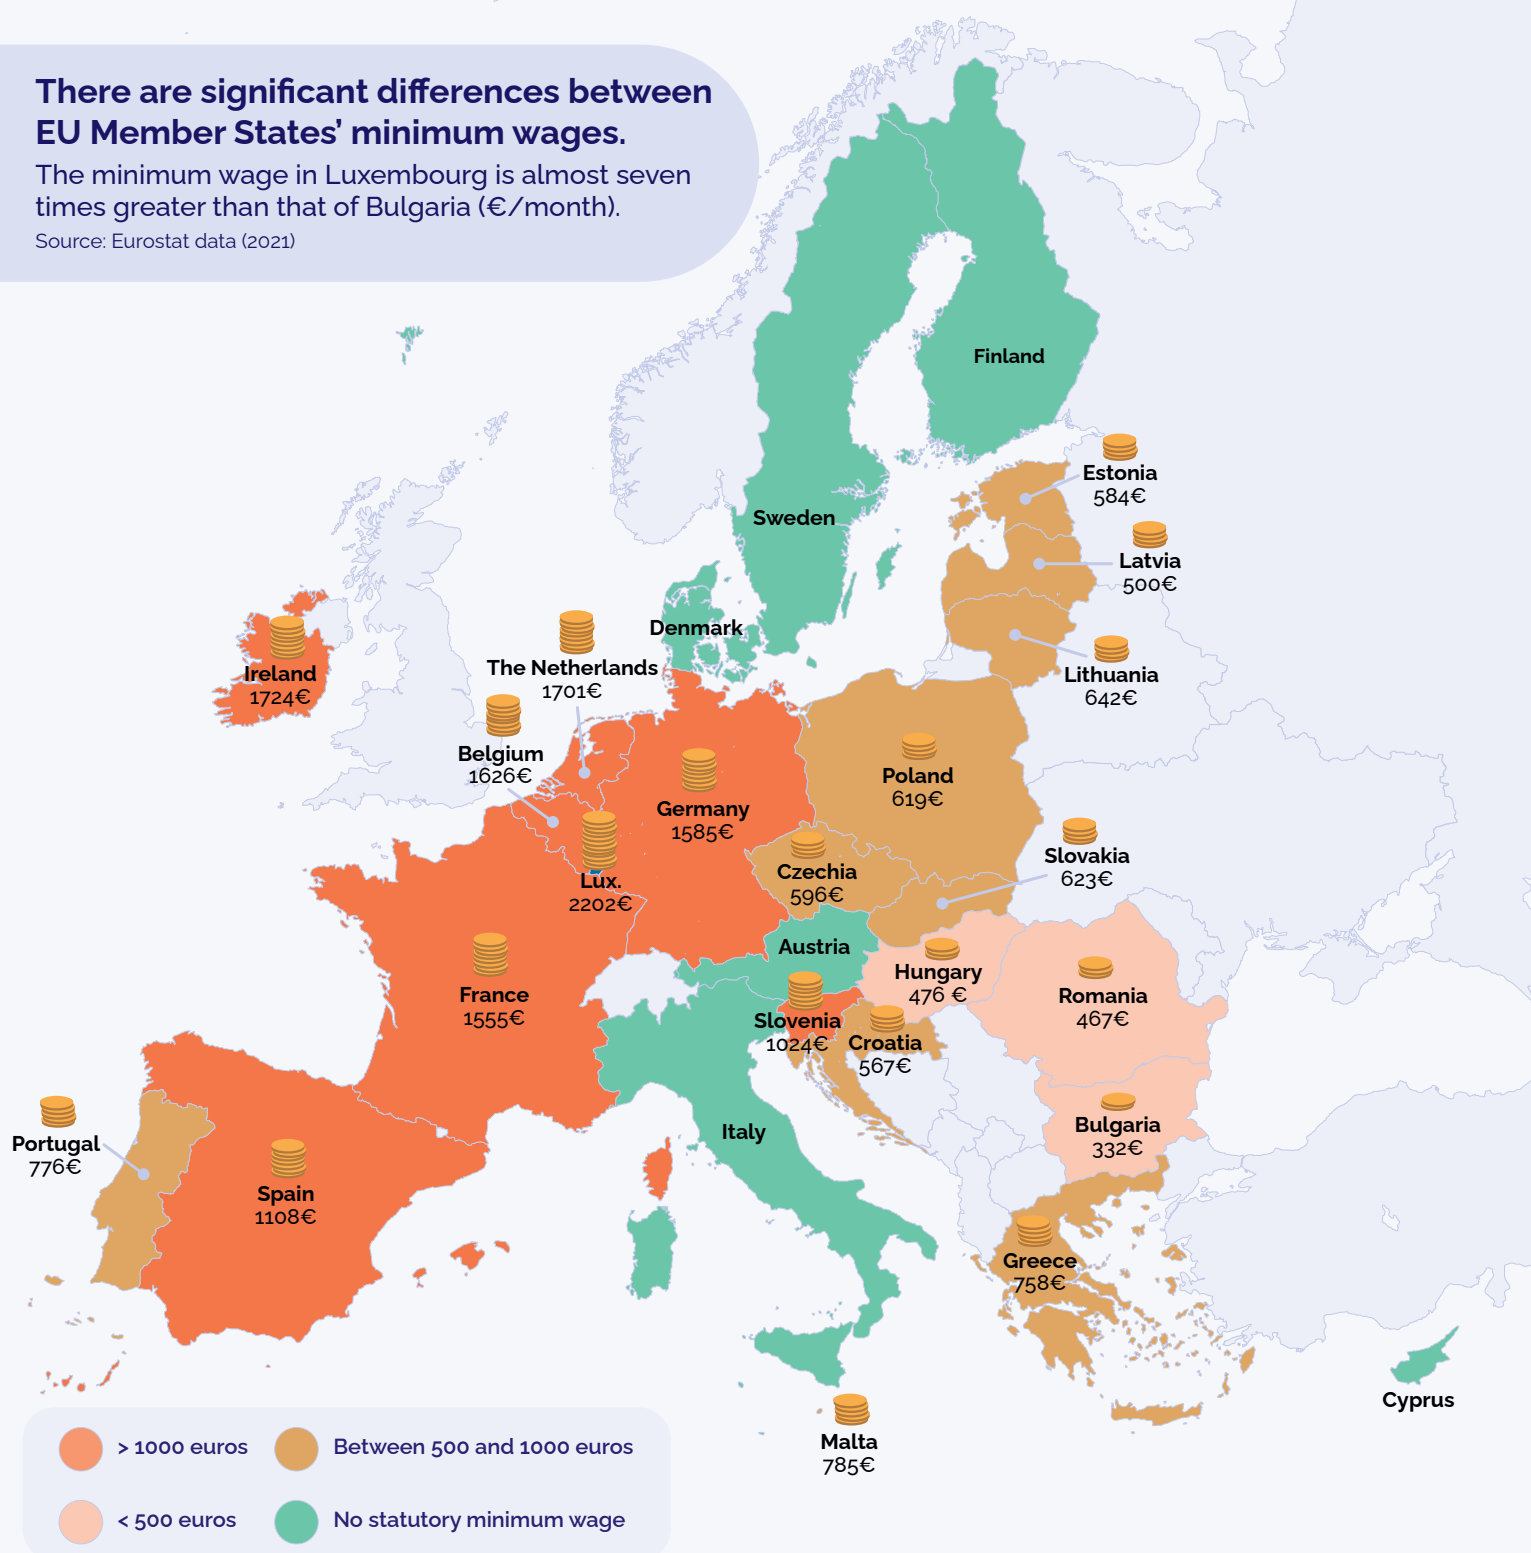 There are significant differences between
EU Member States’ minimum wages.
The minimum wage in Luxembourg is almost seven
times greater than that of Bulgaria (€/month).
Source: Eurostat data (2021)
Finland
Estonia
584€
Sweden
Latvia
500€
Denmark
Ireland
1724€
The Netherlands
1701€
Lithuania
642€
Belgium
1626€
Poland
619€
Germany
1585€
Slovakia
623€
Czechia
596€
Lux.
2202€
Austria
Hungary
476 €
France
1555€
Romania
467€
Slovenia
1024€
Croatia
567€
Portugal
776€
Italy
Bulgaria
332€
Spain
1108€
Greece
758€
Cyprus
Malta
785€
> 1000 euros
Between 500 and 1000 euros
< 500 euros
No statutory minimum wage